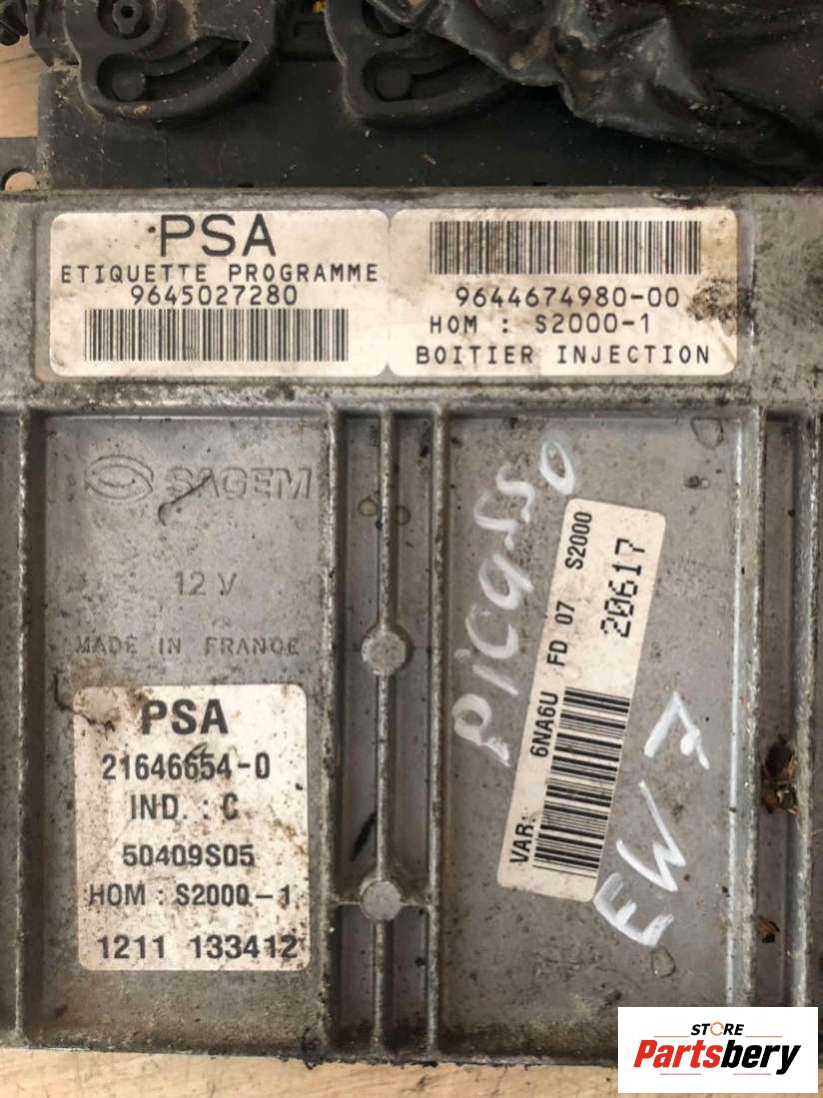 PSA
ETIQUETTE PROGRAMME
9645027280
9644674980-00
HOM : S2000-1
BOITIER INJECTION
SAGEM
12 V
MADE IN FRANCE
PSA
21646654-0
IND. : C
50409S05
HOM : S2000-1
1211 133412
PICASSO
VAR: 6NA6U FD 07 S2000
20617
EW7
STORE
Partsbery